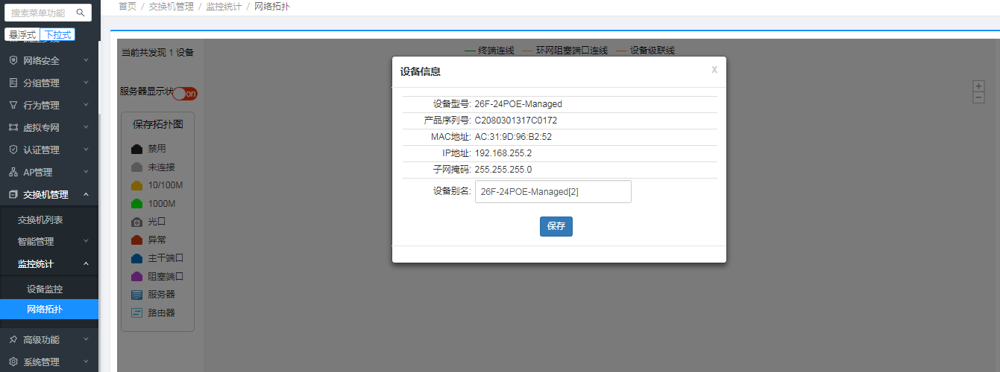 搜索菜单功能
悬浮式 下拉式
网络安全
分组管理
行为管理
虚拟专网
认证管理
AP管理
交换机管理
交换机列表
智能管理
监控统计
设备监控
网络拓扑
高级功能
系统管理
首页 / 交换机管理 / 监控统计 / 网络拓扑
当前共发现 1 设备
服务器显示状 on
保存拓扑图
禁用
未连接
10/100M
1000M
光口
异常
主干端口
阻塞端口
服务器
路由器
终端连线 环网阻塞端口连线 设备级联线
设备信息 x
设备型号: 26F-24POE-Managed
产品序列号: C2080301317C0172
MAC地址: AC:31:9D:96:B2:52
IP地址: 192.168.255.2
子网掩码: 255.255.255.0
设备别名: 26F-24POE-Managed[2]
保存
+
−